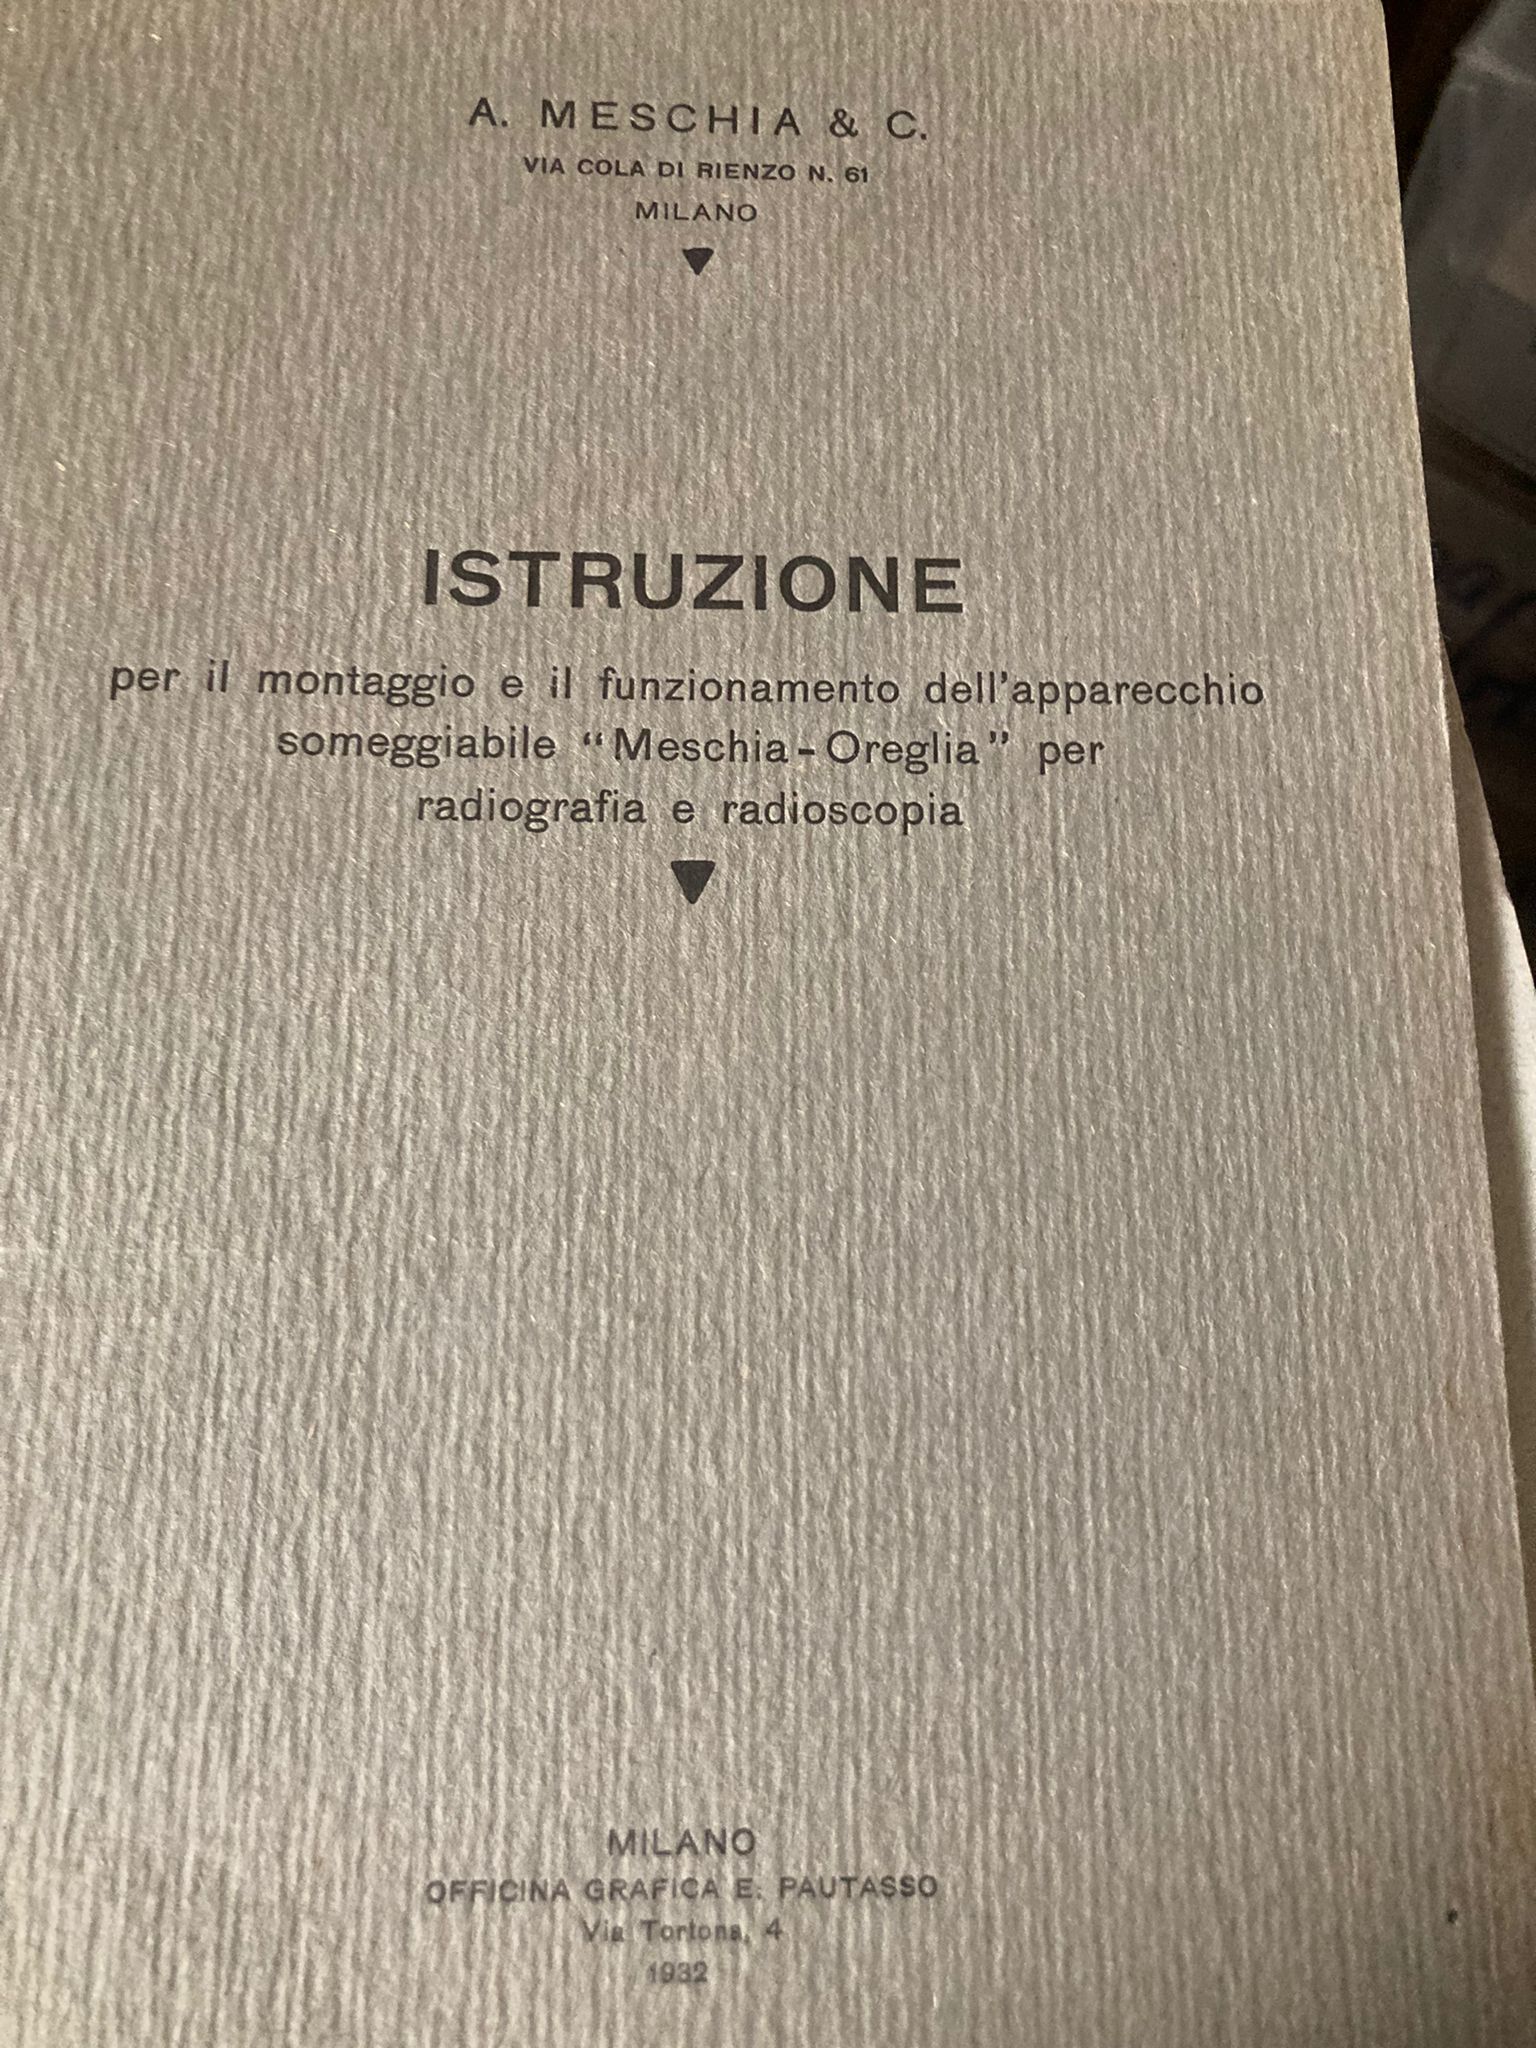 A. MESCHIA & C.
VIA COLA DI RIENZO N. 61
MILANO
ISTRUZIONE
per il montaggio e il funzionamento dell'apparecchio
someggiabile “Meschia-Oreglia” per
radiografia e radioscopia
MILANO
OFFICINA GRAFICA E. PAUTASSO
Via Tortona, 4
1932